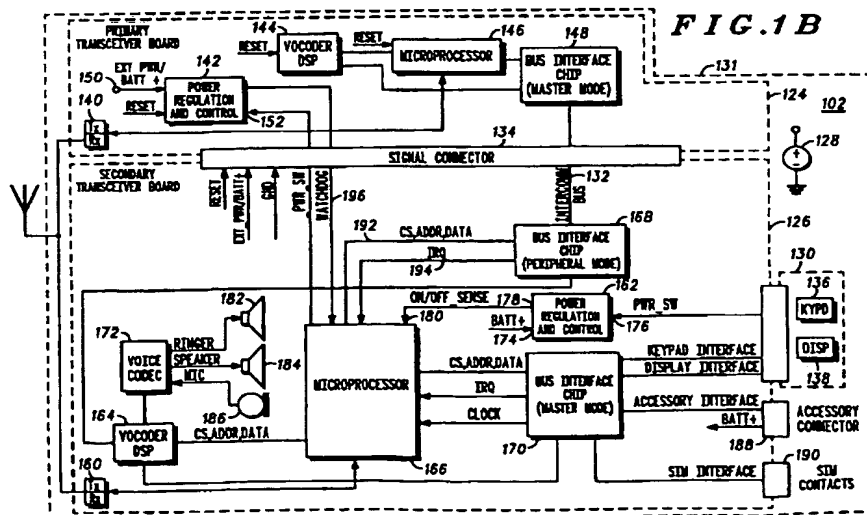 FIG. 1B
PRIMARY
TRANSCEIVER BOARD
144
RESET
VOCODER
DSP
RESET
MICROPROCESSOR
146
148
BUS INTERFACE
CHIP
(MASTER MODE)
131
EXT PWR/
BATT +
150
142
POWER
REGULATION
AND CONTROL
RESET
152
140
TX
RX
124
102
128
134
SIGNAL CONNECTOR
SECONDARY
TRANSCEIVER BOARD
RESET
EXT PWR/BATT+
GND
PWR_SW
WATCHDOG
196
INTERCONN
BUS
132
192
CS,ADDR,DATA
IRQ
194
168
BUS INTERFACE
CHIP
(PERIPHERAL MODE)
126
130
136
KYPD
DISP
138
ON/OFF_SENSE
178
180
162
POWER
REGULATION
AND CONTROL
BATT+
174
176
PWR_SW
182
172
RINGER
SPEAKER
MIC
VOICE
CODEC
184
186
MICROPROCESSOR
166
CS,ADDR,DATA
IRQ
CLOCK
BUS INTERFACE
CHIP
(MASTER MODE)
170
KEYPAD INTERFACE
DISPLAY INTERFACE
ACCESSORY INTERFACE
BATT+
ACCESSORY
CONNECTOR
188
164
VOCODER
DSP
CS,ADDR,DATA
160
TX
RX
SIM INTERFACE
190
SIM
CONTACTS